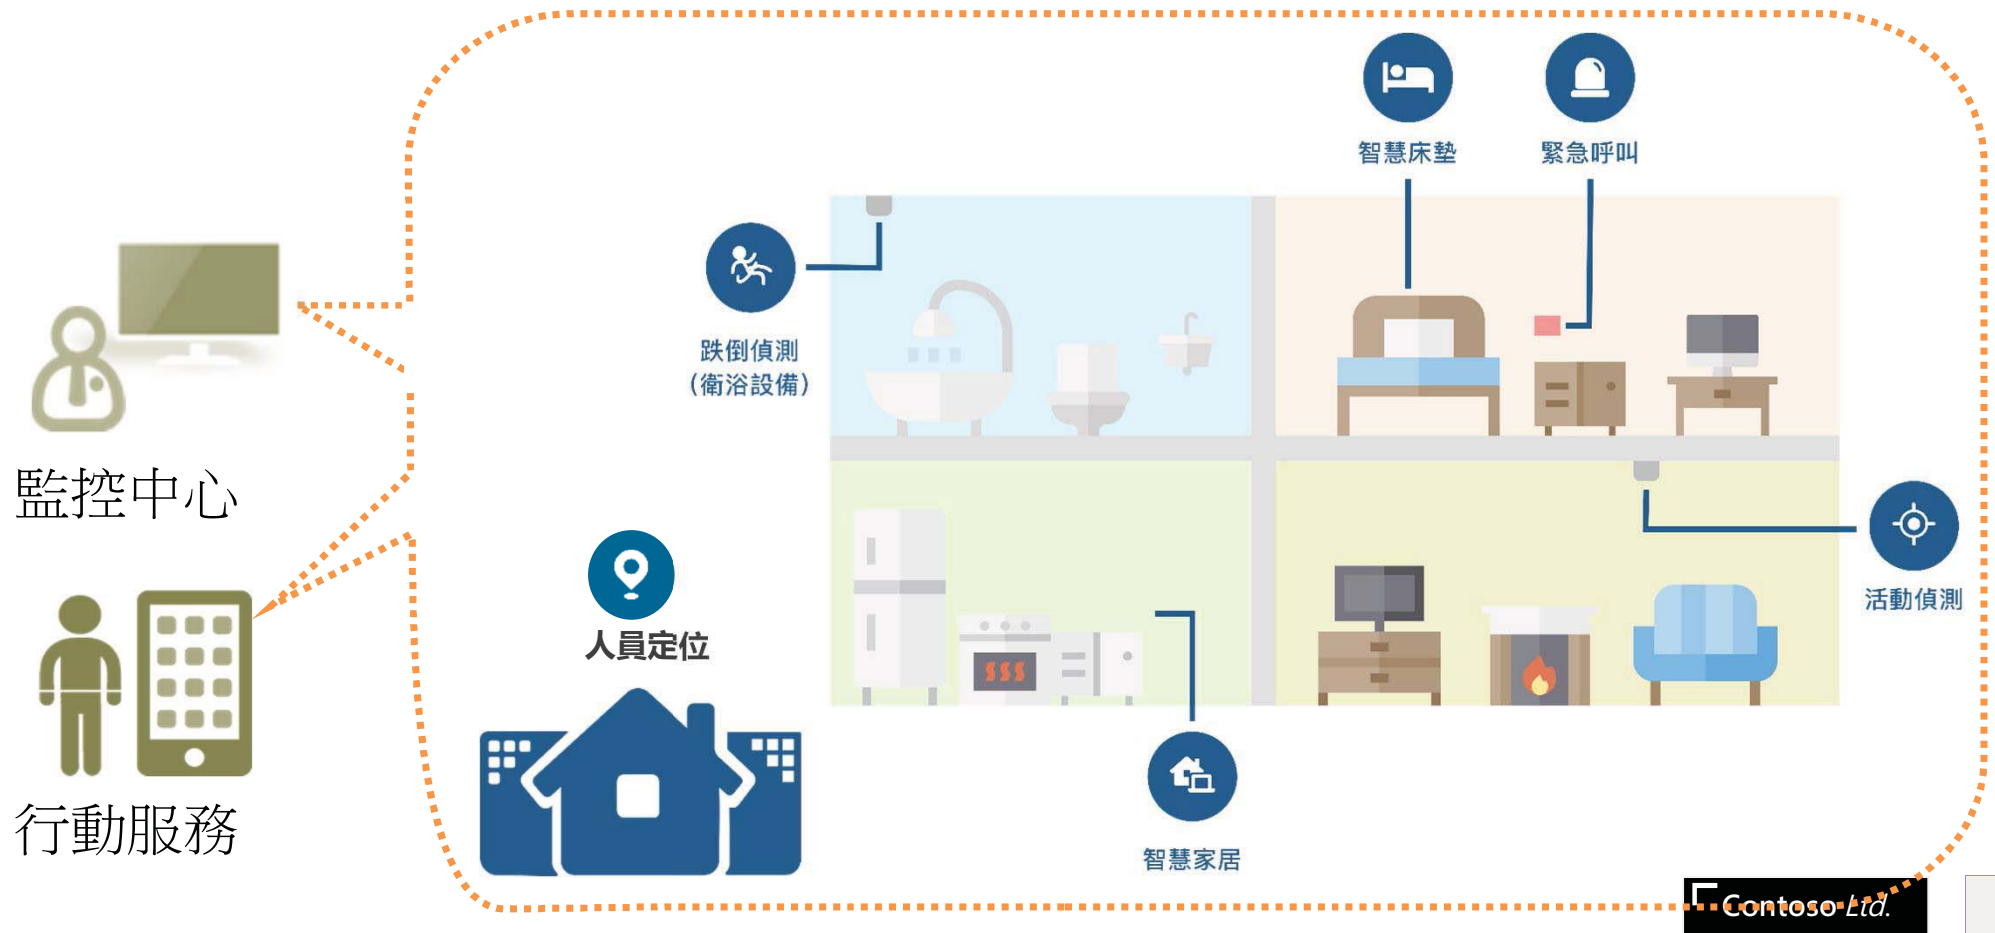 智慧床墊
緊急呼叫
跌倒偵測
（衛浴設備）
監控中心
人員定位
活動偵測
行動服務
智慧家居
Contoso Ltd.